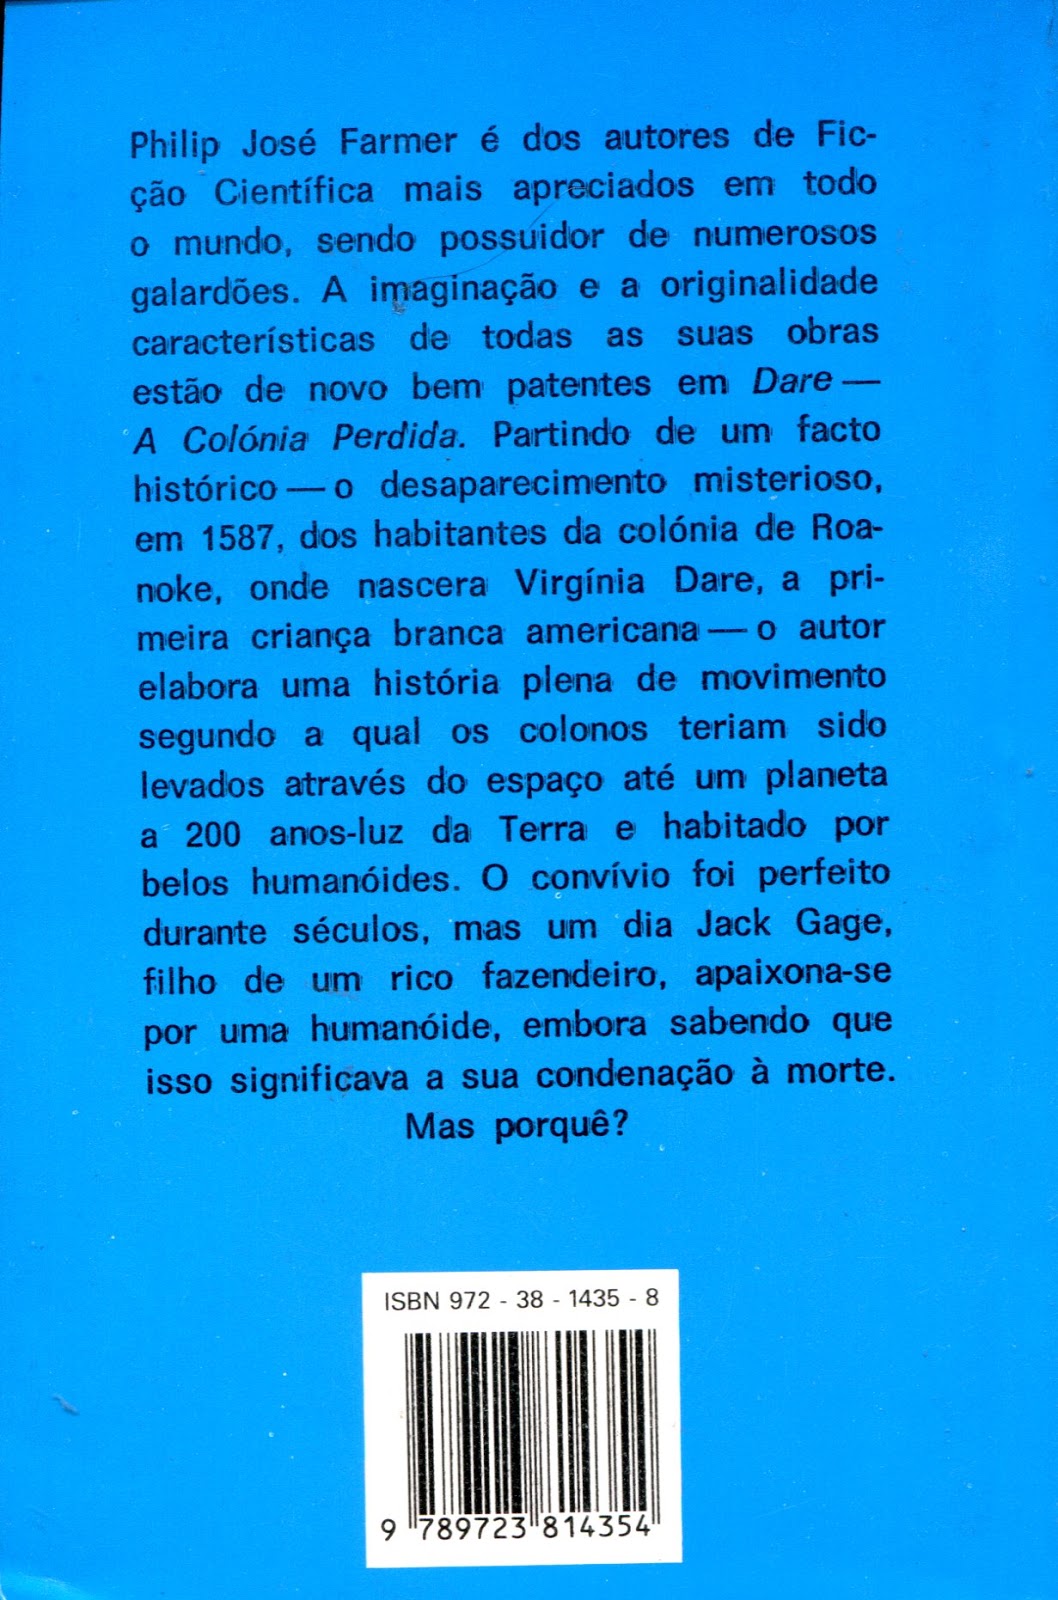 Philip José Farmer é dos autores de Fic-
ção Científica mais apreciados em todo
o mundo, sendo possuidor de numerosos
galardões. A imaginação e a originalidade
características de todas as suas obras
estão de novo bem patentes em Dare —
A Colónia Perdida. Partindo de um facto
histórico — o desaparecimento misterioso,
em 1587, dos habitantes da colónia de Roa-
noke, onde nascera Virgínia Dare, a pri-
meira criança branca americana — o autor
elabora uma história plena de movimento
segundo a qual os colonos teriam sido
levados através do espaço até um planeta
a 200 anos-luz da Terra e habitado por
belos humanóides. O convívio foi perfeito
durante séculos, mas um dia Jack Gage,
filho de um rico fazendeiro, apaixona-se
por uma humanóide, embora sabendo que
isso significava a sua condenação à morte.
Mas porquê?
ISBN 972 - 38 - 1435 - 8
9 789723 814354